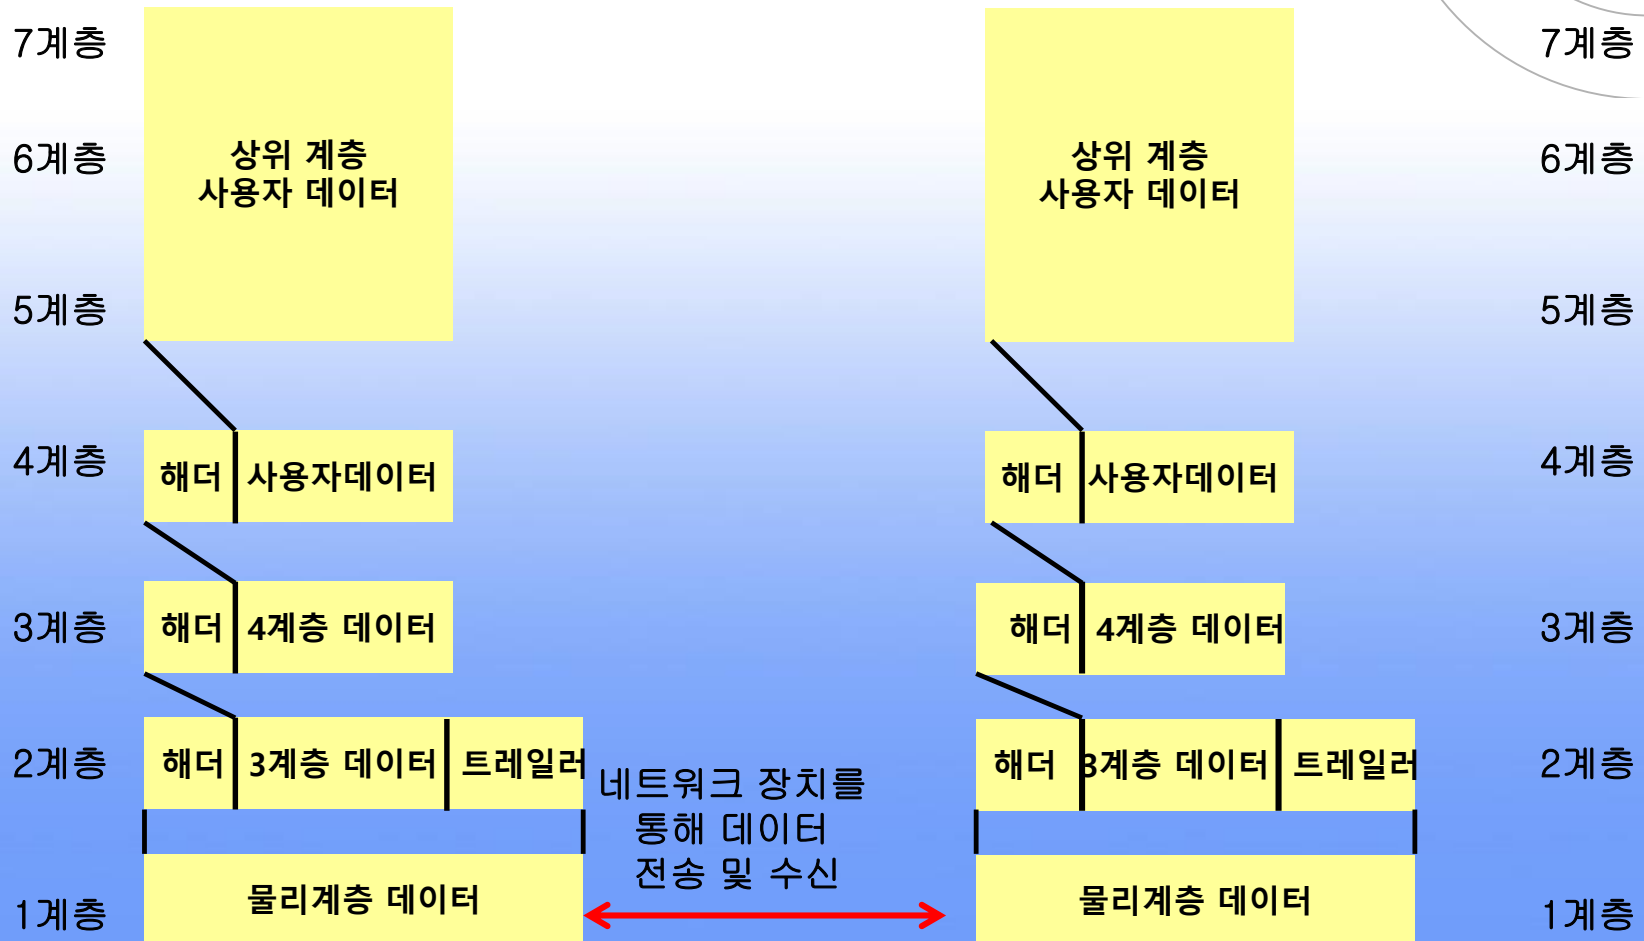 7계층
상위 계층
사용자 데이터
6계층
5계층
4계층
해더 사용자데이터
3계층
해더 4계층 데이터
2계층
해더 3계층 데이터 트레일러
1계층
물리계층 데이터
네트워크 장치를
통해 데이터
전송 및 수신
상위 계층
사용자 데이터
해더 사용자데이터
해더 4계층 데이터
해더 3계층 데이터 트레일러
물리계층 데이터
7계층
6계층
5계층
4계층
3계층
2계층
1계층